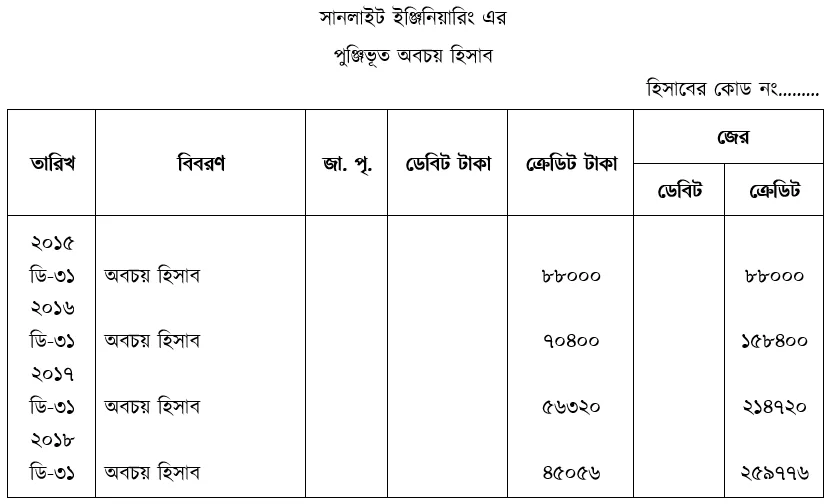 সানলাইট ইঞ্জিনিয়ারিং এর
পুঞ্জিভূত অবচয় হিসাব
হিসাবের কোড নং.........
তারিখ বিবরণ জা. পৃ. ডেবিট টাকা ক্রেডিট টাকা জের
ডেবিট ক্রেডিট
২০১৫
ডি-৩১ অবচয় হিসাব ৮৮০০০ ৮৮০০০
২০১৬
ডি-৩১ অবচয় হিসাব ৭০৪০০ ১৫৮৪০০
২০১৭
ডি-৩১ অবচয় হিসাব ৫৬৩২০ ২১৪৭২০
২০১৮
ডি-৩১ অবচয় হিসাব ৪৫০৫৬ ২৫৯৭৭৬